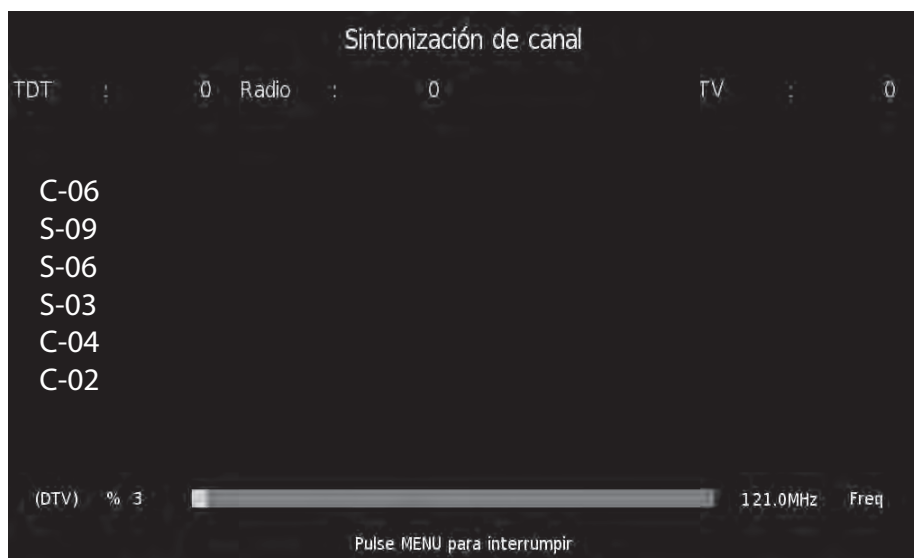 Sintonización de canal
TDT : 0 Radio : 0 TV : 0
C-06
S-09
S-06
S-03
C-04
C-02
(DTV) % 3 121.0MHz Freq
Pulse MENU para interrumpir